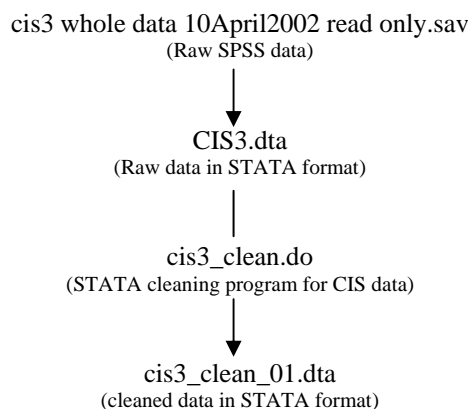 cis3 whole data 10April2002 read only.sav
(Raw SPSS data)
CIS3.dta
(Raw data in STATA format)
cis3_clean.do
(STATA cleaning program for CIS data)
cis3_clean_01.dta
(cleaned data in STATA format)